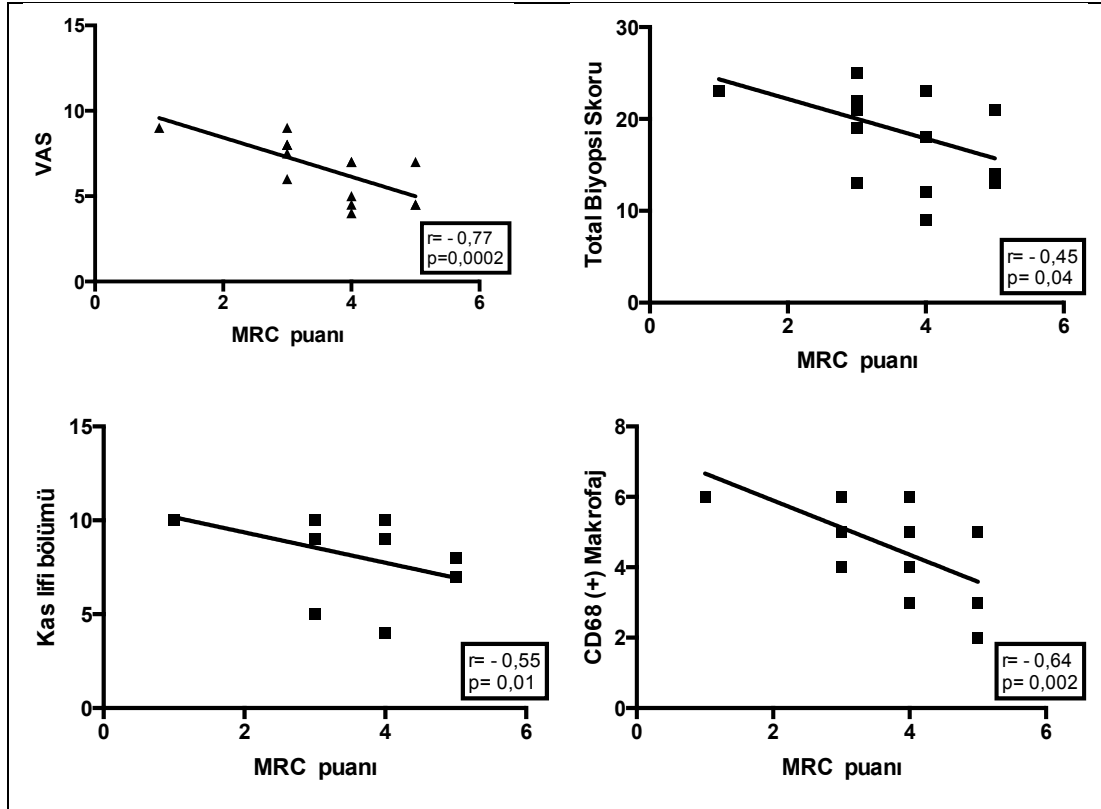 15
10
5
0
VAS
0
2
4
6
MRC puanı
r= - 0,77
p=0,0002
30
20
10
0
Total Biyopsi Skoru
0
2
4
6
MRC puanı
r= - 0,45
p= 0,04
15
10
5
0
Kas lifi bölümü
0
2
4
6
MRC puanı
r= - 0,55
p= 0,01
8
6
4
2
0
CD68 (+) Makrofaj
0
2
4
6
MRC puanı
r= - 0,64
p= 0,002